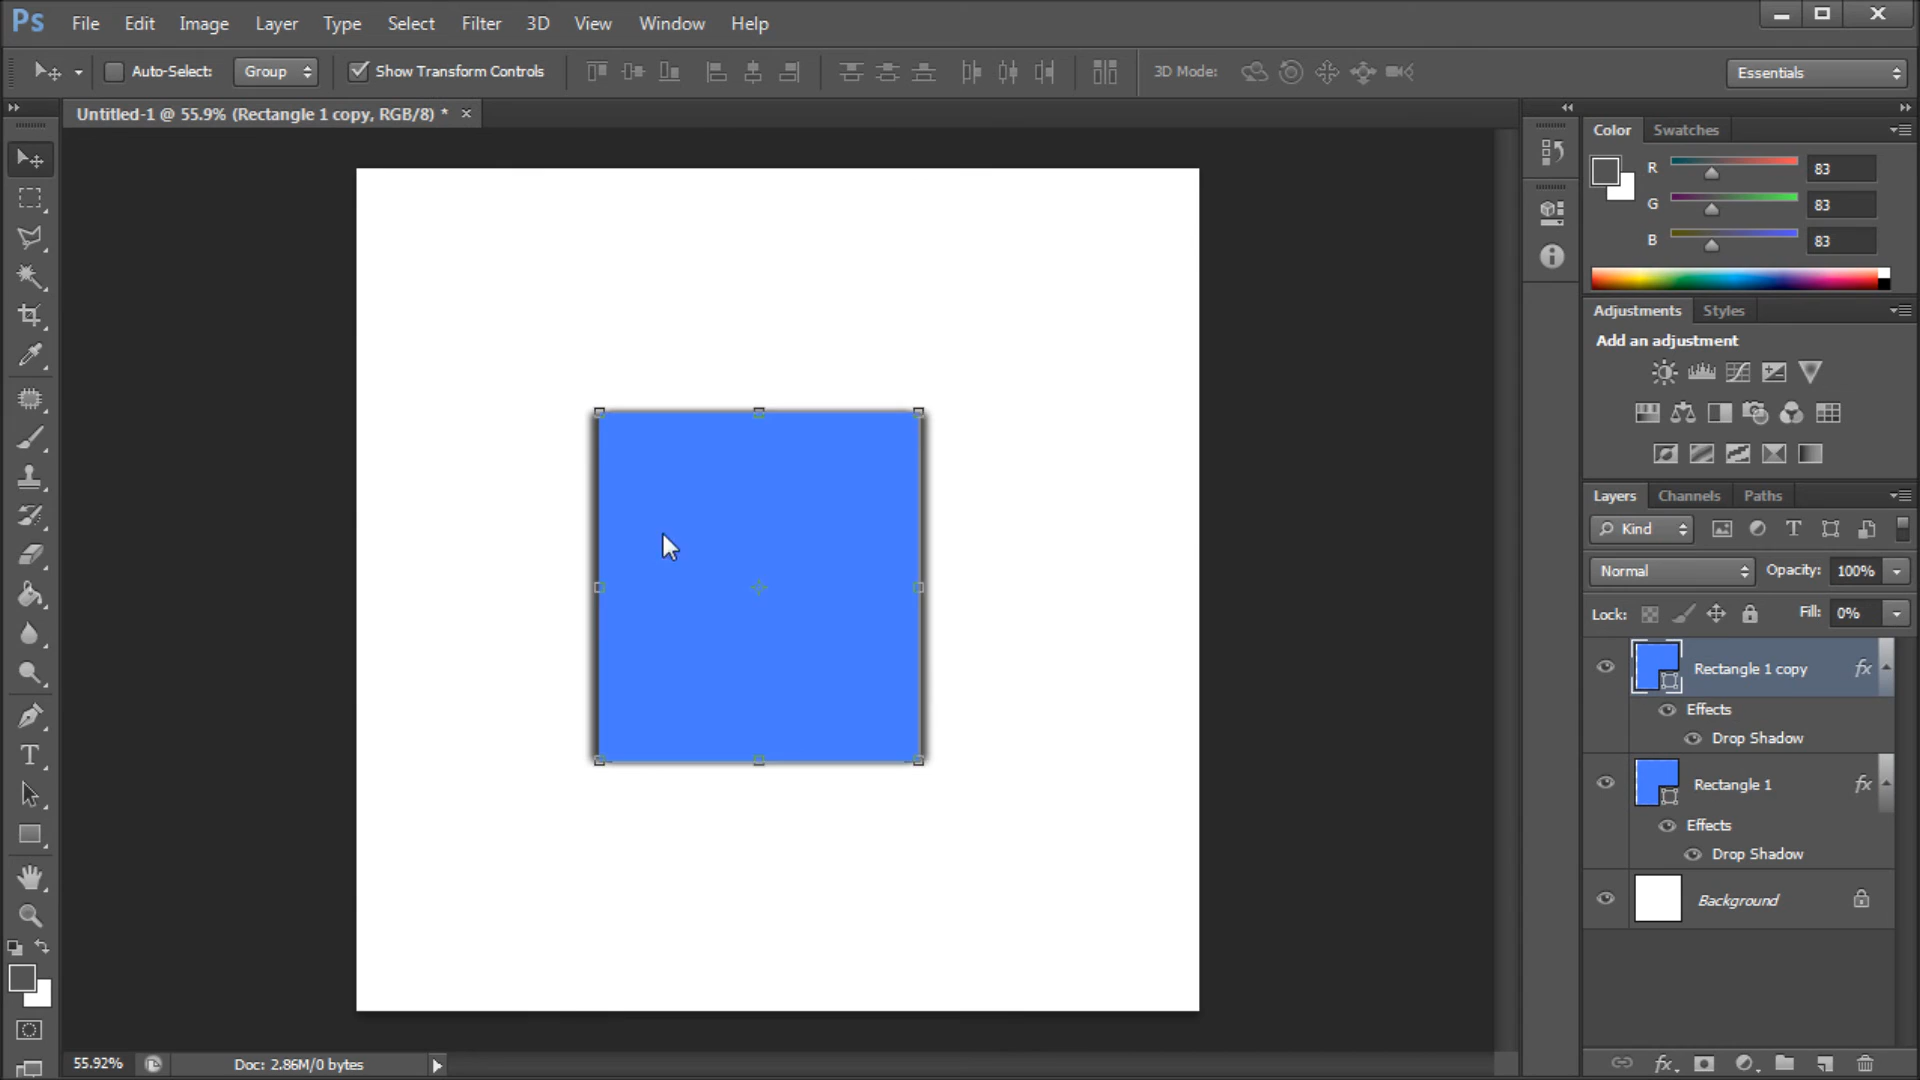 Ps File Edit Image Layer Type Select Filter 3D View Window Help
Auto-Select: Group Show Transform Controls 3D Mode: Essentials
Untitled-1 @ 55.9% (Rectangle 1 copy, RGB/8) * ×
Color Swatches
R 83
G 83
B 83
Adjustments Styles
Add an adjustment
Layers Channels Paths
Kind
Normal Opacity: 100%
Lock: Fill: 0%
Rectangle 1 copy fx
Effects
Drop Shadow
Rectangle 1 fx
Effects
Drop Shadow
Background
55.92% Doc: 2.86M/0 bytes
fx